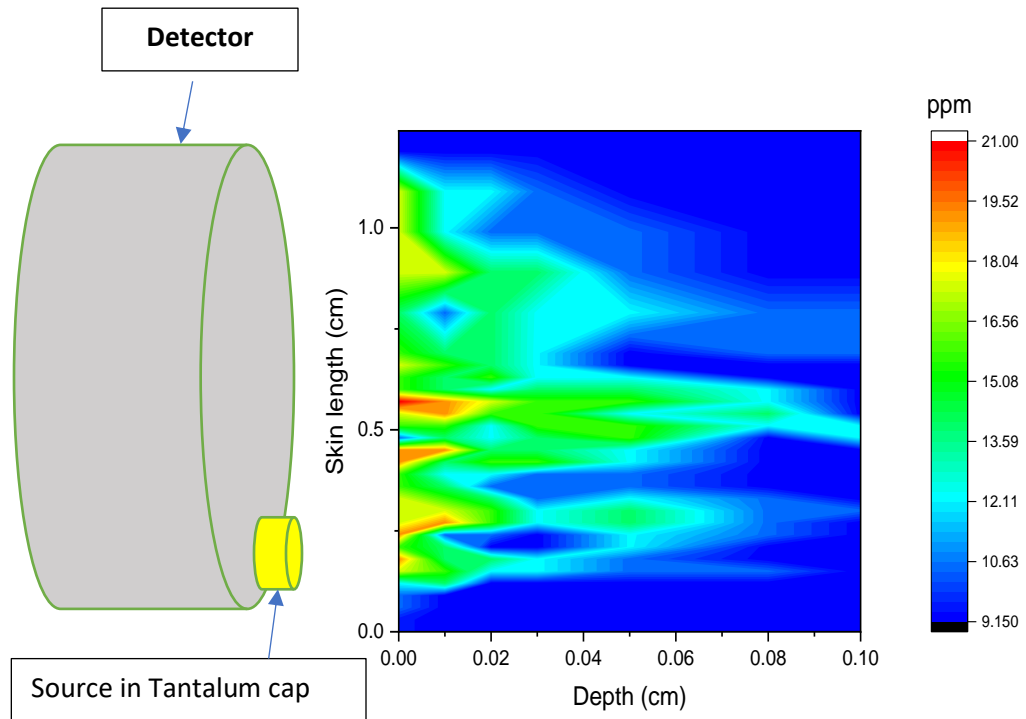 Detector
Source in Tantalum cap
ppm
21.00
19.52
18.04
16.56
15.08
13.59
12.11
10.63
9.150
Skin length (cm)
1.0
0.5
0.0
0.00 0.02 0.04 0.06 0.08 0.10
Depth (cm)